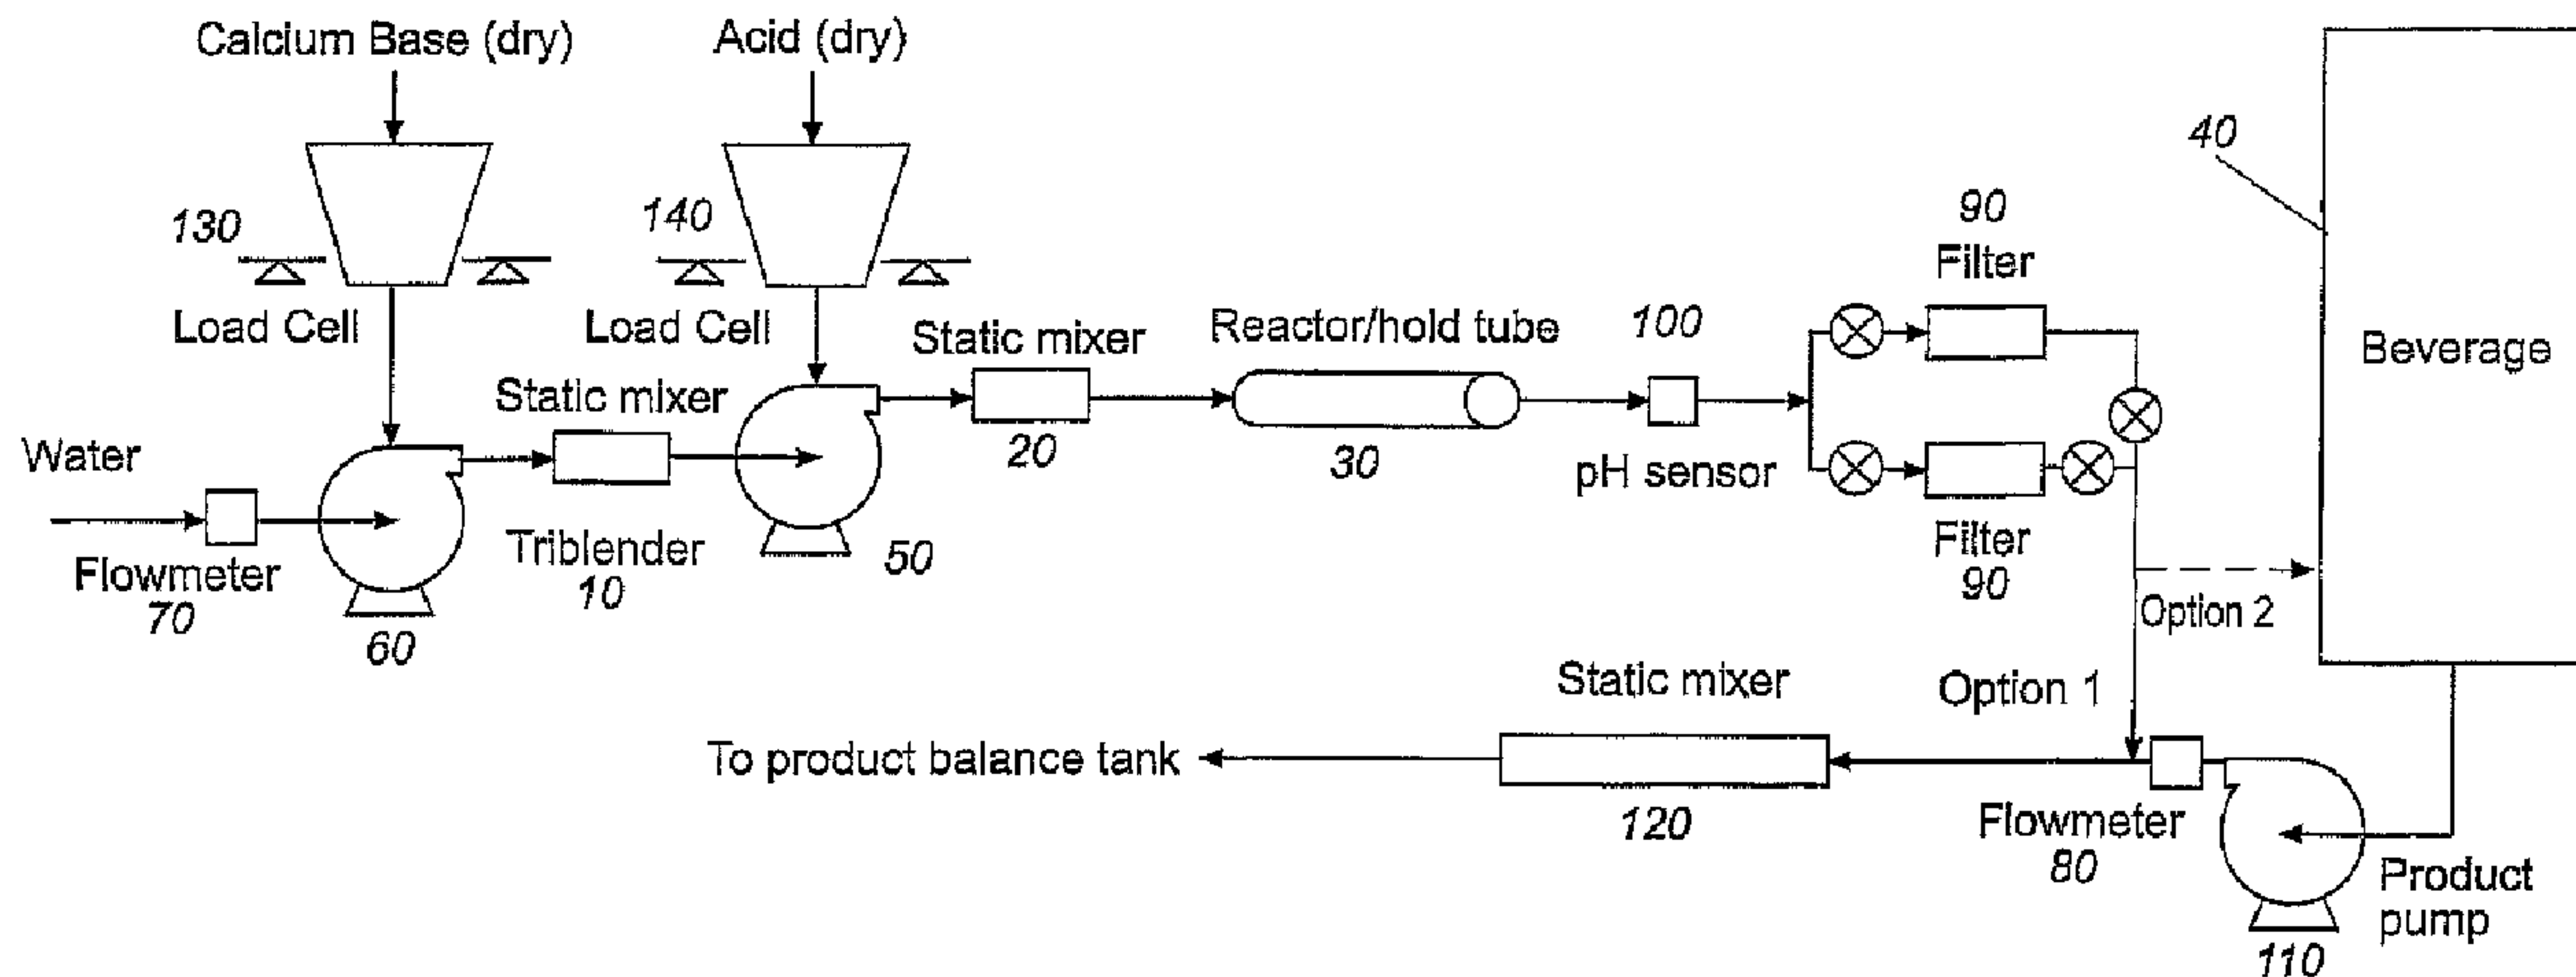 Calcium Base (dry)
Acid (dry)
130
140
Load Cell
Load Cell
Water
Flowmeter
70
60
Static mixer
Triblender
10
50
Static mixer
20
Reactor/hold tube
30
100
pH sensor
90
Filter
Filter
90
40
Beverage
Option 2
Option 1
Static mixer
120
To product balance tank
Flowmeter
80
Product
pump
110